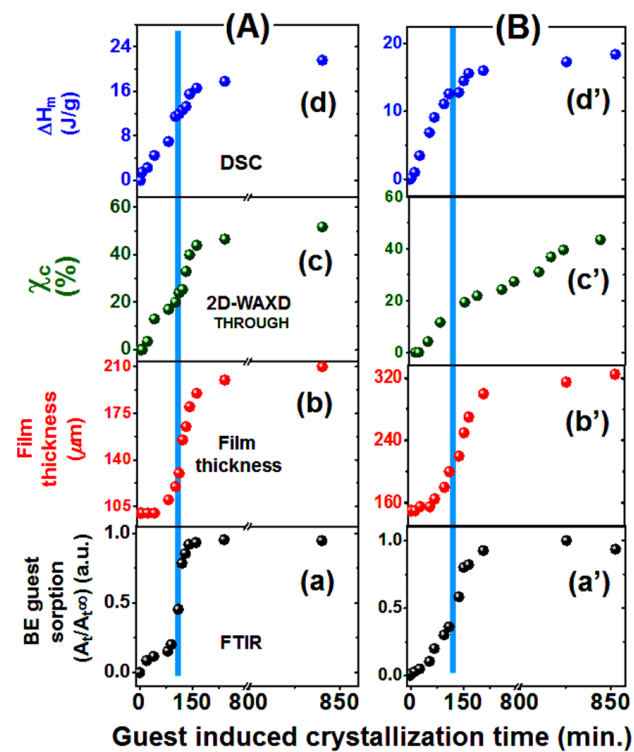 (A)
(B)
24
16
8
0
ΔHm
(J/g)
(d)
DSC
20
10
0
(d')
60
40
20
0
χc
(%)
(c)
2D-WAXD
THROUGH
60
40
20
0
(c')
210
175
140
105
Film
thickness
(μm)
(b)
Film
thickness
320
240
160
(b')
1.0
0.5
0.0
BE guest
sorption
(At/At∞) (a.u.)
(a)
FTIR
1.0
0.5
0.0
(a')
0 150 800 850
0 150 800 850
Guest induced crystallization time (min.)